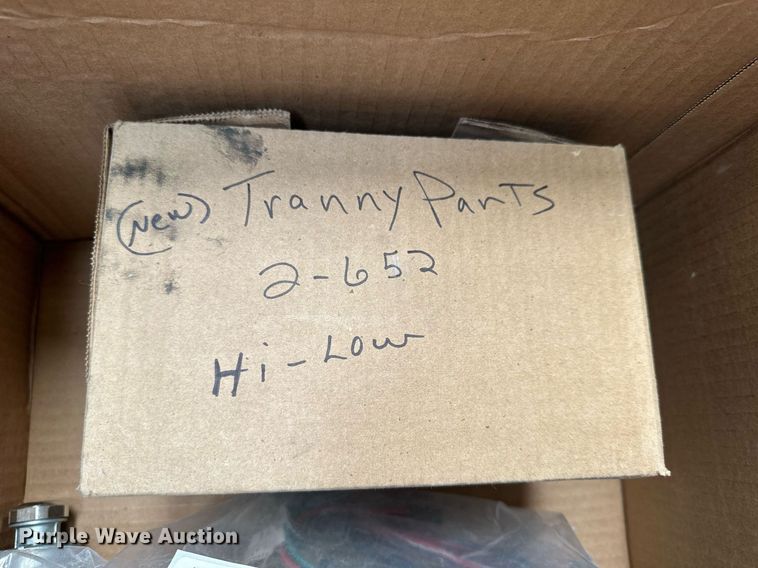 (New) Tranny Parts
2-652
Hi-Low
Purple Wave Auction